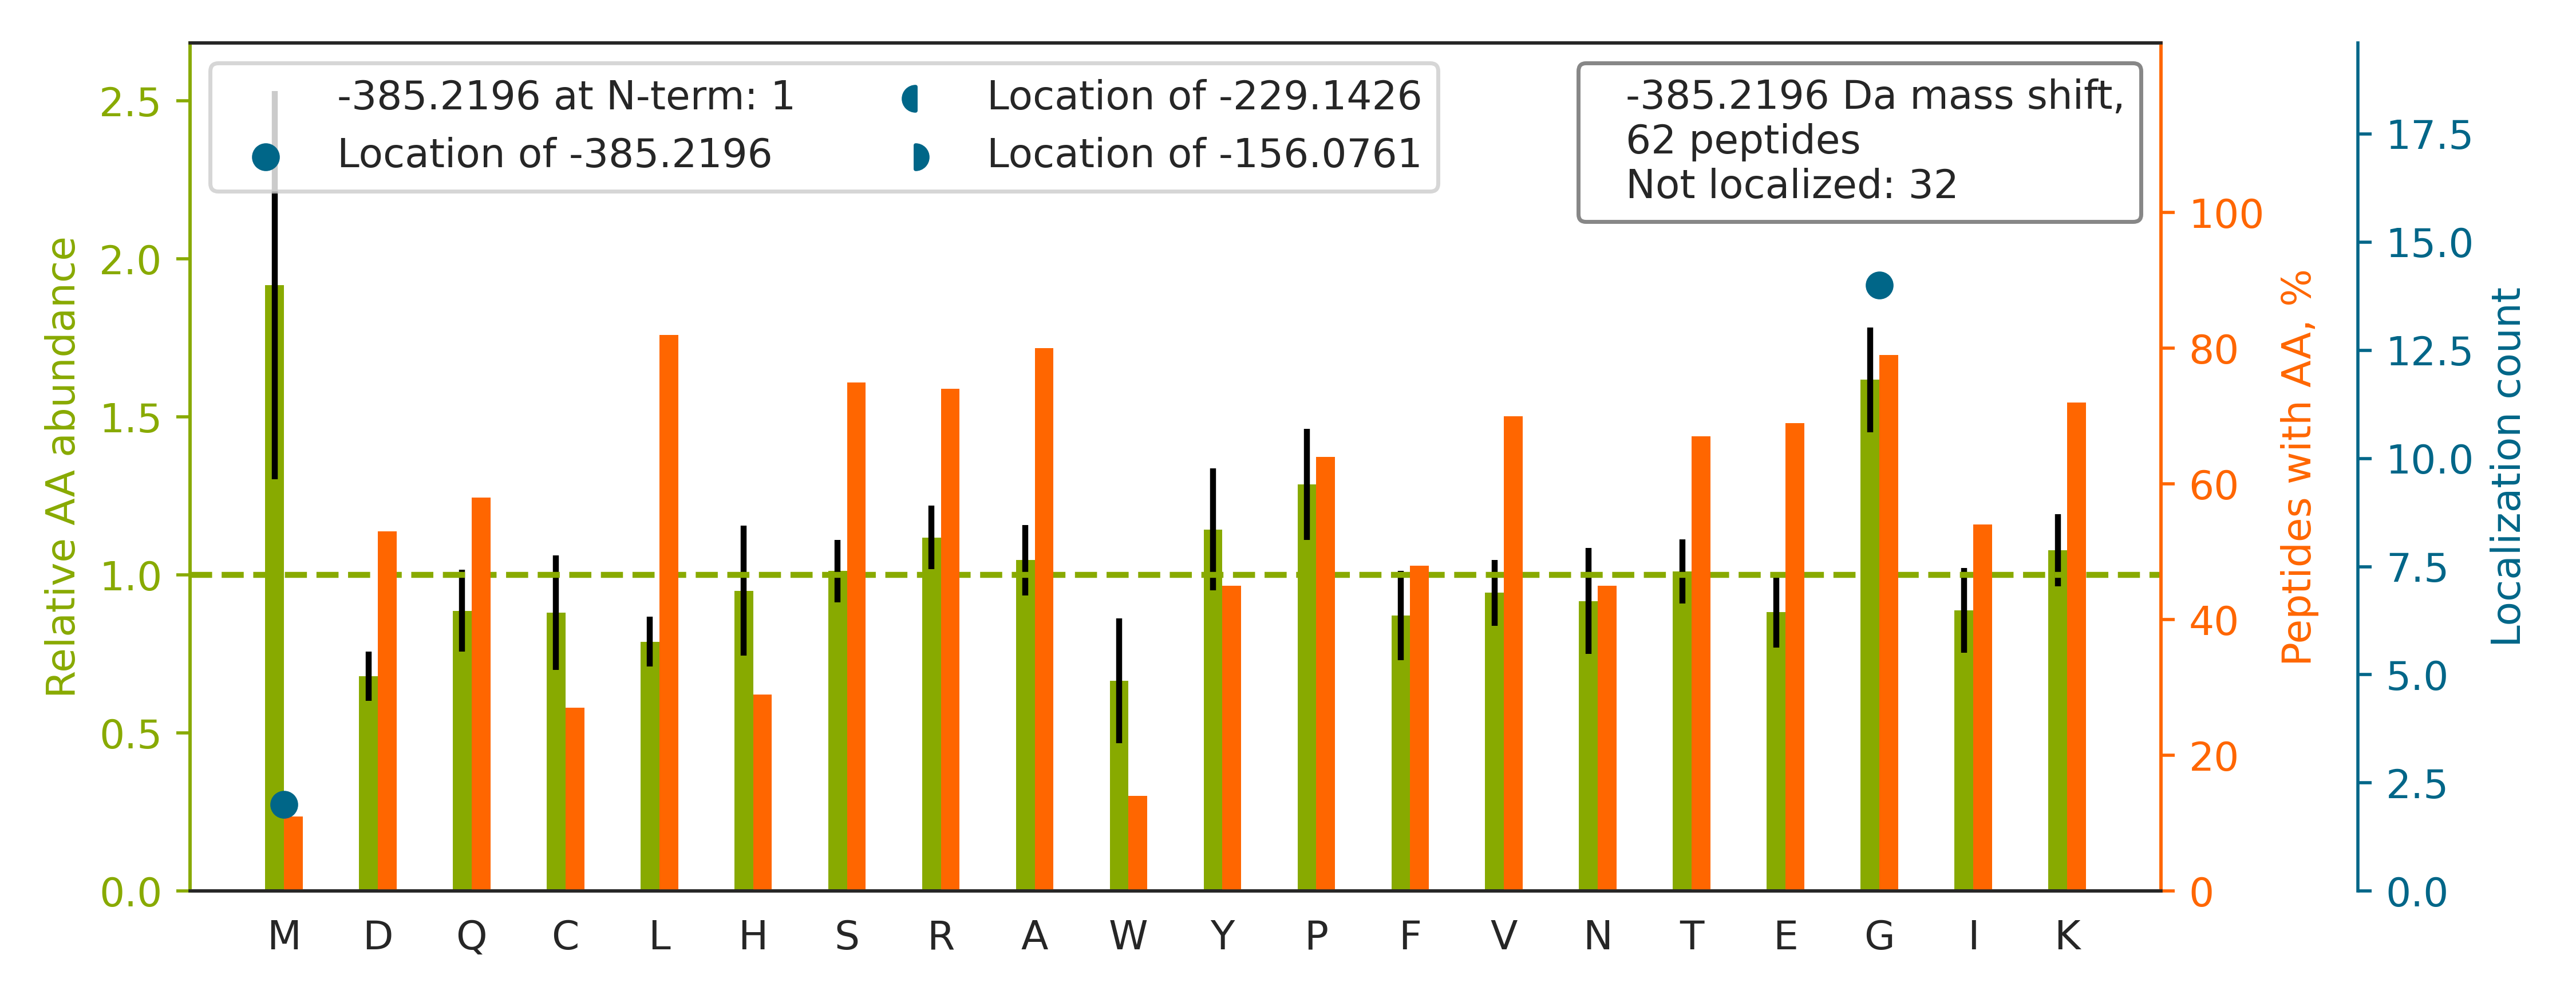 -385.2196 at N-term: 1
Location of -385.2196
Location of -229.1426
Location of -156.0761
-385.2196 Da mass shift,
62 peptides
Not localized: 32
Relative AA abundance
2.5
2.0
1.5
1.0
0.5
0.0
M D Q C L H S R A W Y P F V N T E G I K
100
80
60
40
20
0
Peptides with AA, %
17.5
15.0
12.5
10.0
7.5
5.0
2.5
0.0
Localization count